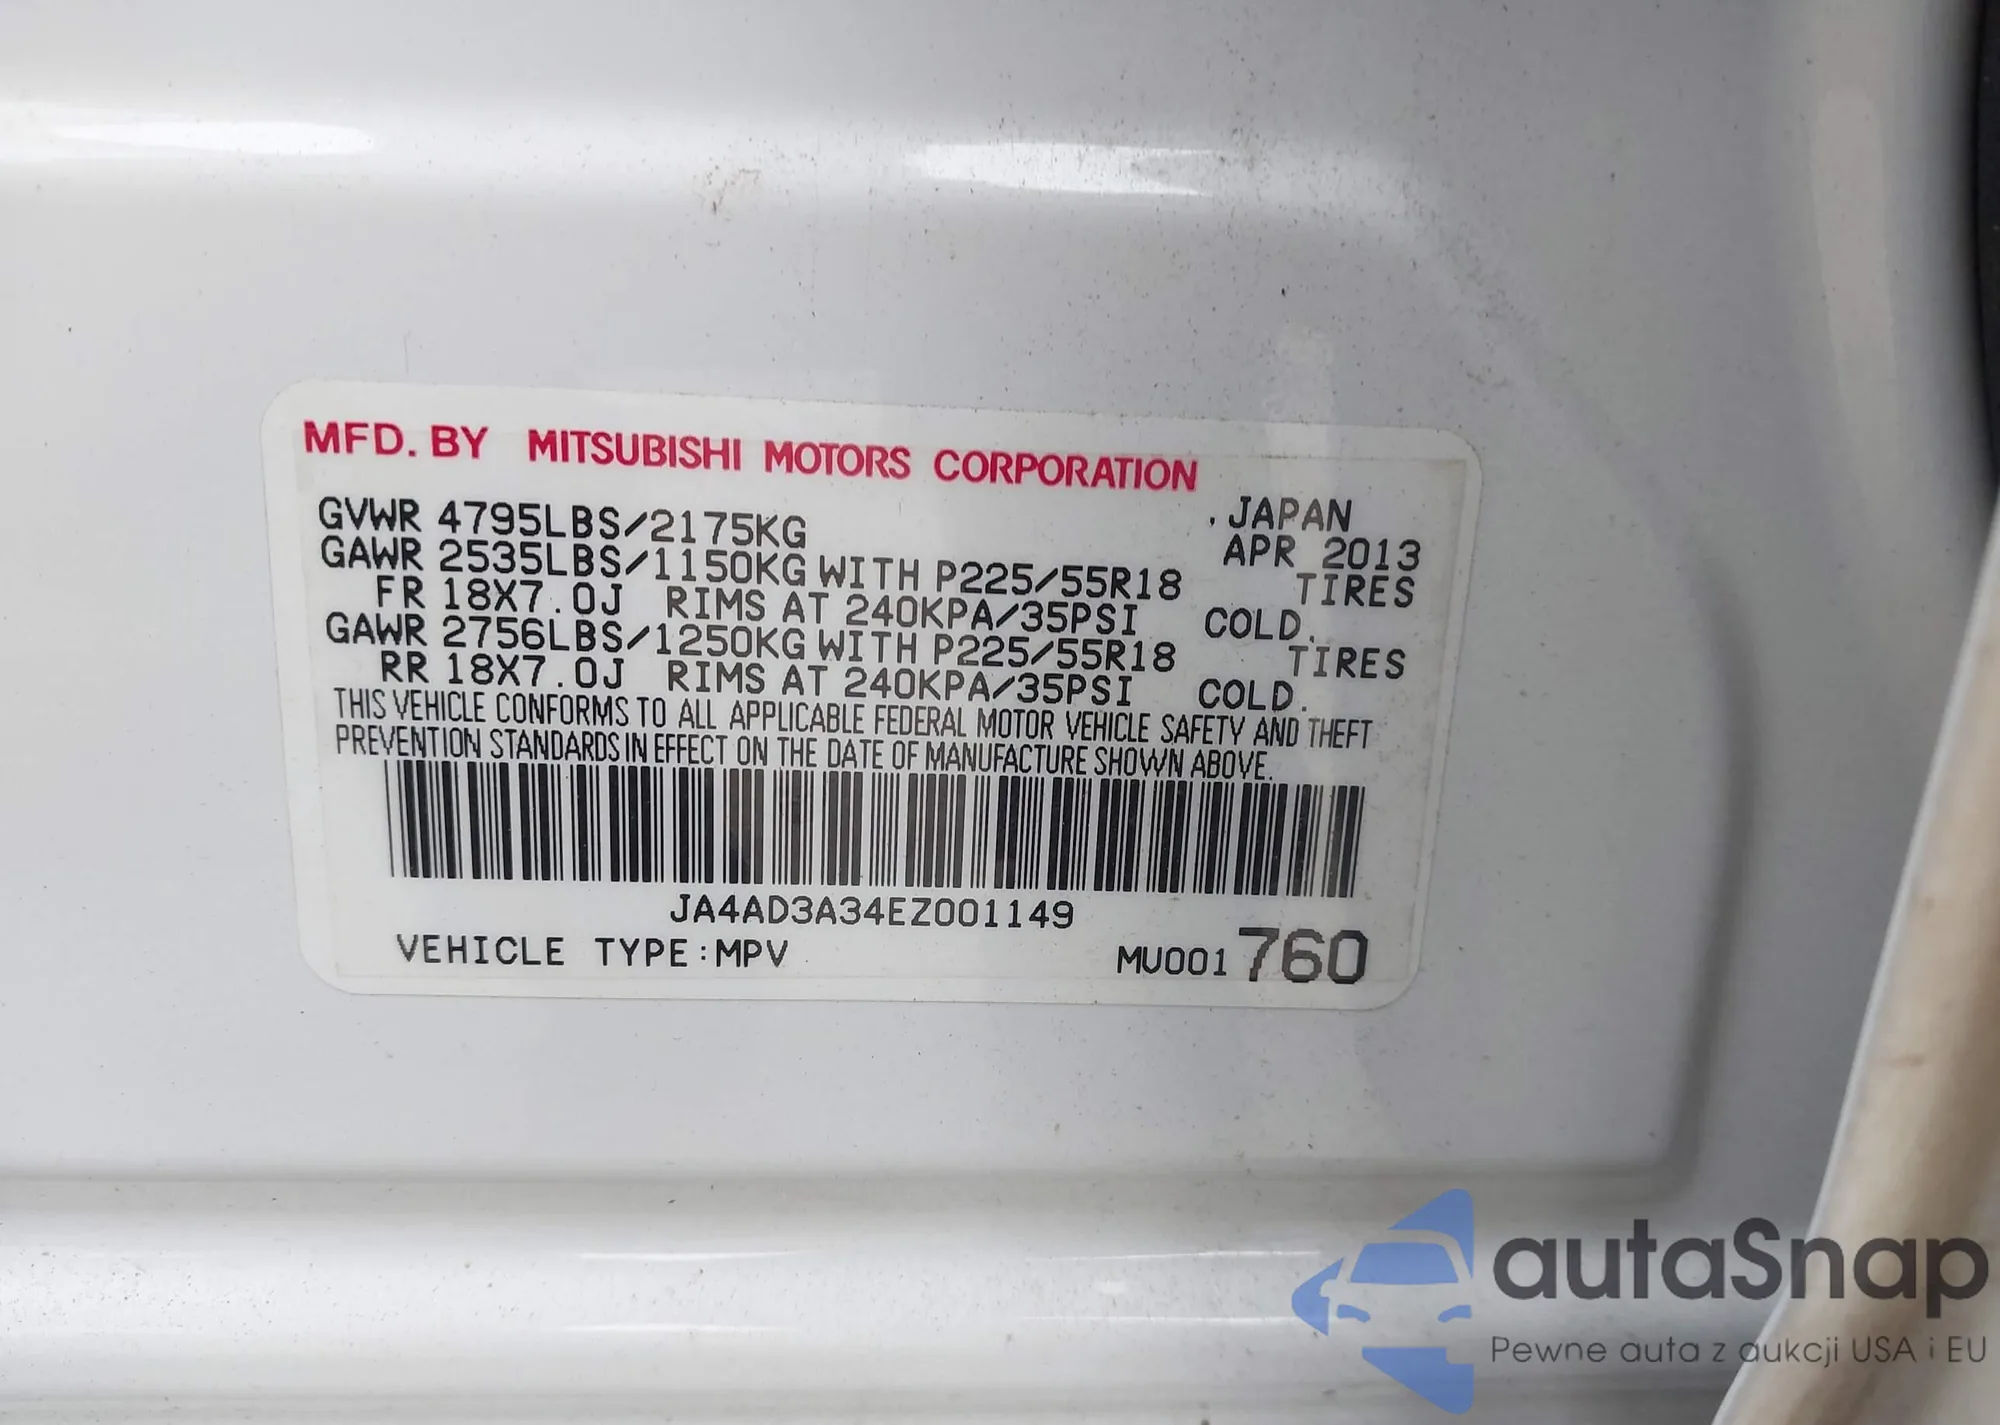 MFD. BY MITSUBISHI MOTORS CORPORATION
. JAPAN
GVWR 4795LBS/2175KG APR 2013
GAWR 2535LBS/1150KG WITH P225/55R18 TIRES
FR 18X7.0J RIMS AT 240KPA/35PSI COLD.
GAWR 2756LBS/1250KG WITH P225/55R18 TIRES
RR 18X7.0J RIMS AT 240KPA/35PSI COLD.
THIS VEHICLE CONFORMS TO ALL APPLICABLE FEDERAL MOTOR VEHICLE SAFETY AND THEFT
PREVENTION STANDARDS IN EFFECT ON THE DATE OF MANUFACTURE SHOWN ABOVE.
JA4AD3A34EZ001149
VEHICLE TYPE:MPV MU001 760
autaSnap
Pewne auta z aukcji USA i EU